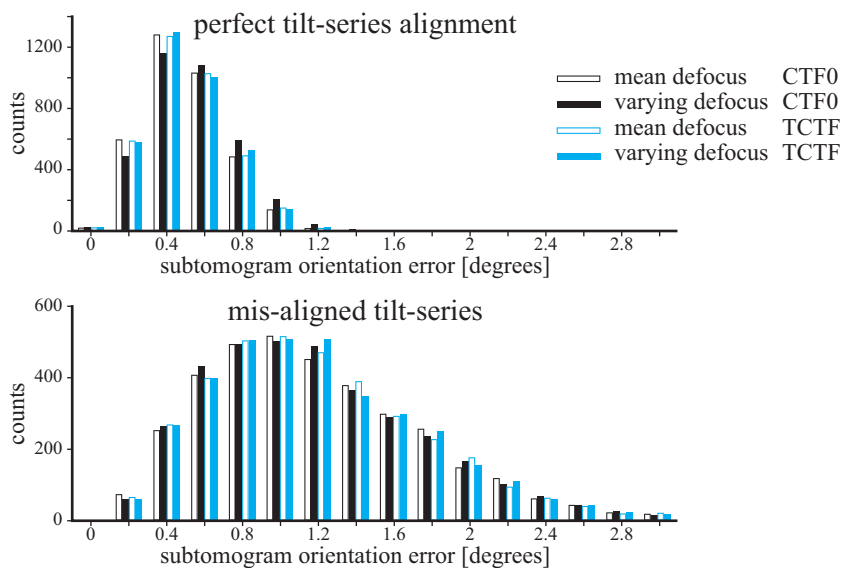 perfect tilt-series alignment
1200
800
400
0
counts
mean defocus CTF0
varying defocus CTF0
mean defocus TCTF
varying defocus TCTF
0 0.4 0.8 1.2 1.6 2 2.4 2.8
subtomogram orientation error [degrees]
mis-aligned tilt-series
600
400
200
0
counts
0 0.4 0.8 1.2 1.6 2 2.4 2.8
subtomogram orientation error [degrees]